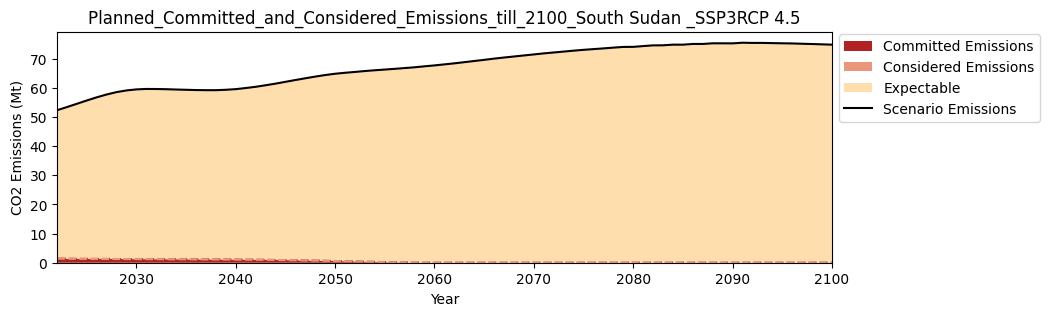 Planned_Committed_and_Considered_Emissions_till_2100_South Sudan _SSP3RCP 4.5
Committed Emissions
Considered Emissions
Expectable
Scenario Emissions
CO2 Emissions (Mt)
70
60
50
40
30
20
10
0
2030
2040
2050
2060
2070
2080
2090
2100
Year